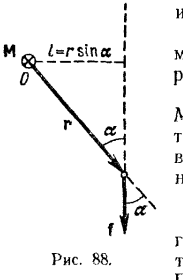 M
l=r sin α
O
α
r
α
f
Рис. 88.
и
м
р
М
т
в
н
г
т